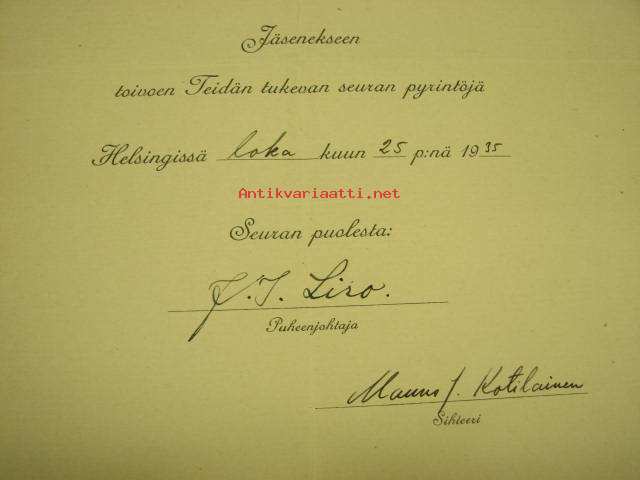 Jäsenekseen
toivoen Teidän tukevan seuran pyrintöjä
Helsingissä loka kuun 25 p:nä 1935
Antikvariaatti.net
Seuran puolesta:
J. I. Liro.
Puheenjohtaja
Mauno J. Kotilainen
Sihteeri